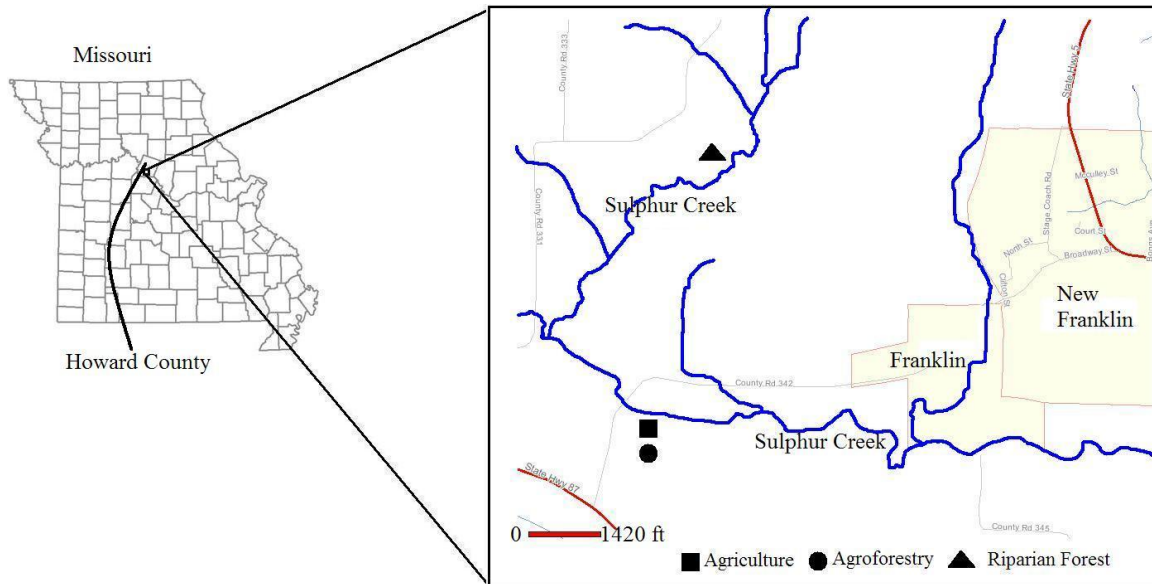 Missouri
Howard County
County Rd 333
State Hwy 5
Mcculley St
Stage Coach Rd
Sulphur Creek
County Rd 331
Court St
North St
Broadway St
Clifton St
New
Franklin
Franklin
County Rd 342
Sulphur Creek
State Hwy 87
0 1420 ft
County Rd 345
Agriculture Agroforestry Riparian Forest